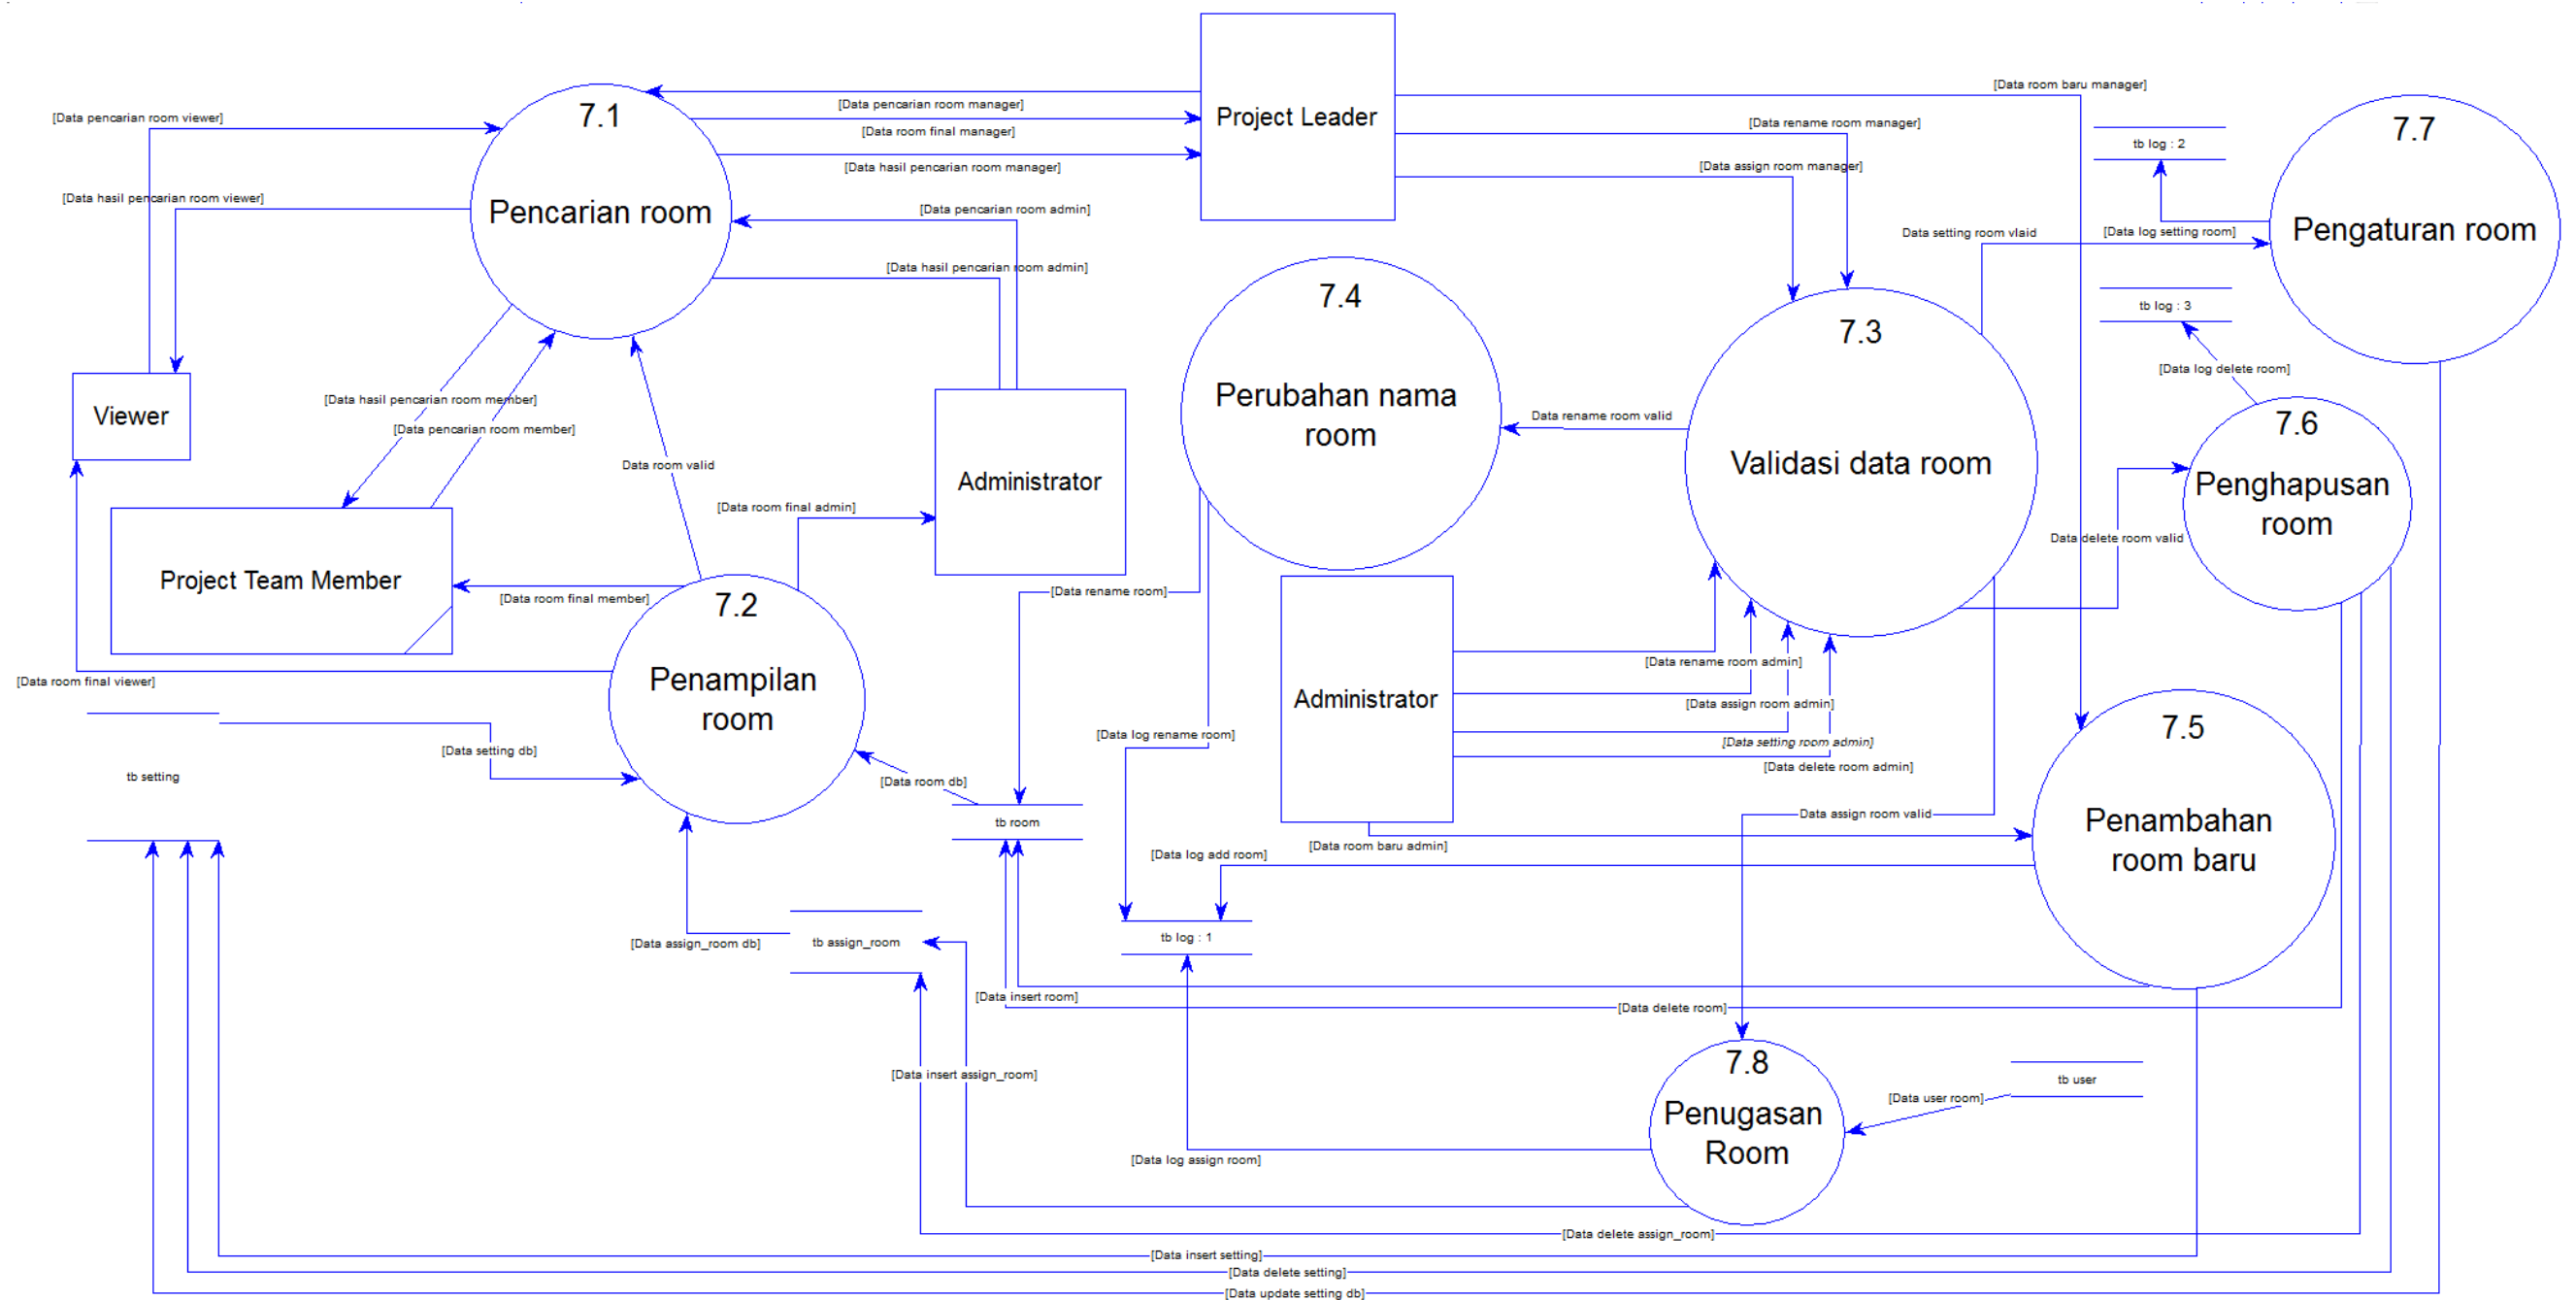 [Data room baru manager]
7.1
[Data pencarian room manager]
Project Leader
[Data pencarian room viewer]
[Data rename room manager]
7.7
[Data room final manager]
tb log : 2
[Data hasil pencarian room manager]
[Data assign room manager]
[Data hasil pencarian room viewer]
Pencarian room
[Data pencarian room admin]
Data setting room vlaid
[Data log setting room]
Pengaturan room
[Data hasil pencarian room admin]
7.4
tb log : 3
7.3
[Data log delete room]
Perubahan nama
room
[Data hasil pencarian room member]
Viewer
Data rename room valid
7.6
[Data pencarian room member]
Data room valid
Validasi data room
Administrator
Penghapusan
room
[Data room final admin]
Data delete room valid
Project Team Member
[Data room final member]
[Data rename room]
7.2
[Data rename room admin]
Penampilan
room
[Data room final viewer]
Administrator
[Data assign room admin]
7.5
[Data log rename room]
[Data setting room admin]
[Data setting db]
[Data delete room admin]
tb setting
[Data room db]
tb room
Data assign room valid
Penambahan
room baru
[Data room baru admin]
[Data log add room]
[Data assign_room db]
tb assign_room
tb log : 1
[Data insert room]
[Data delete room]
7.8
[Data insert assign_room]
tb user
[Data user room]
Penugasan
Room
[Data log assign room]
[Data delete assign_room]
[Data insert setting]
[Data delete setting]
[Data update setting db]